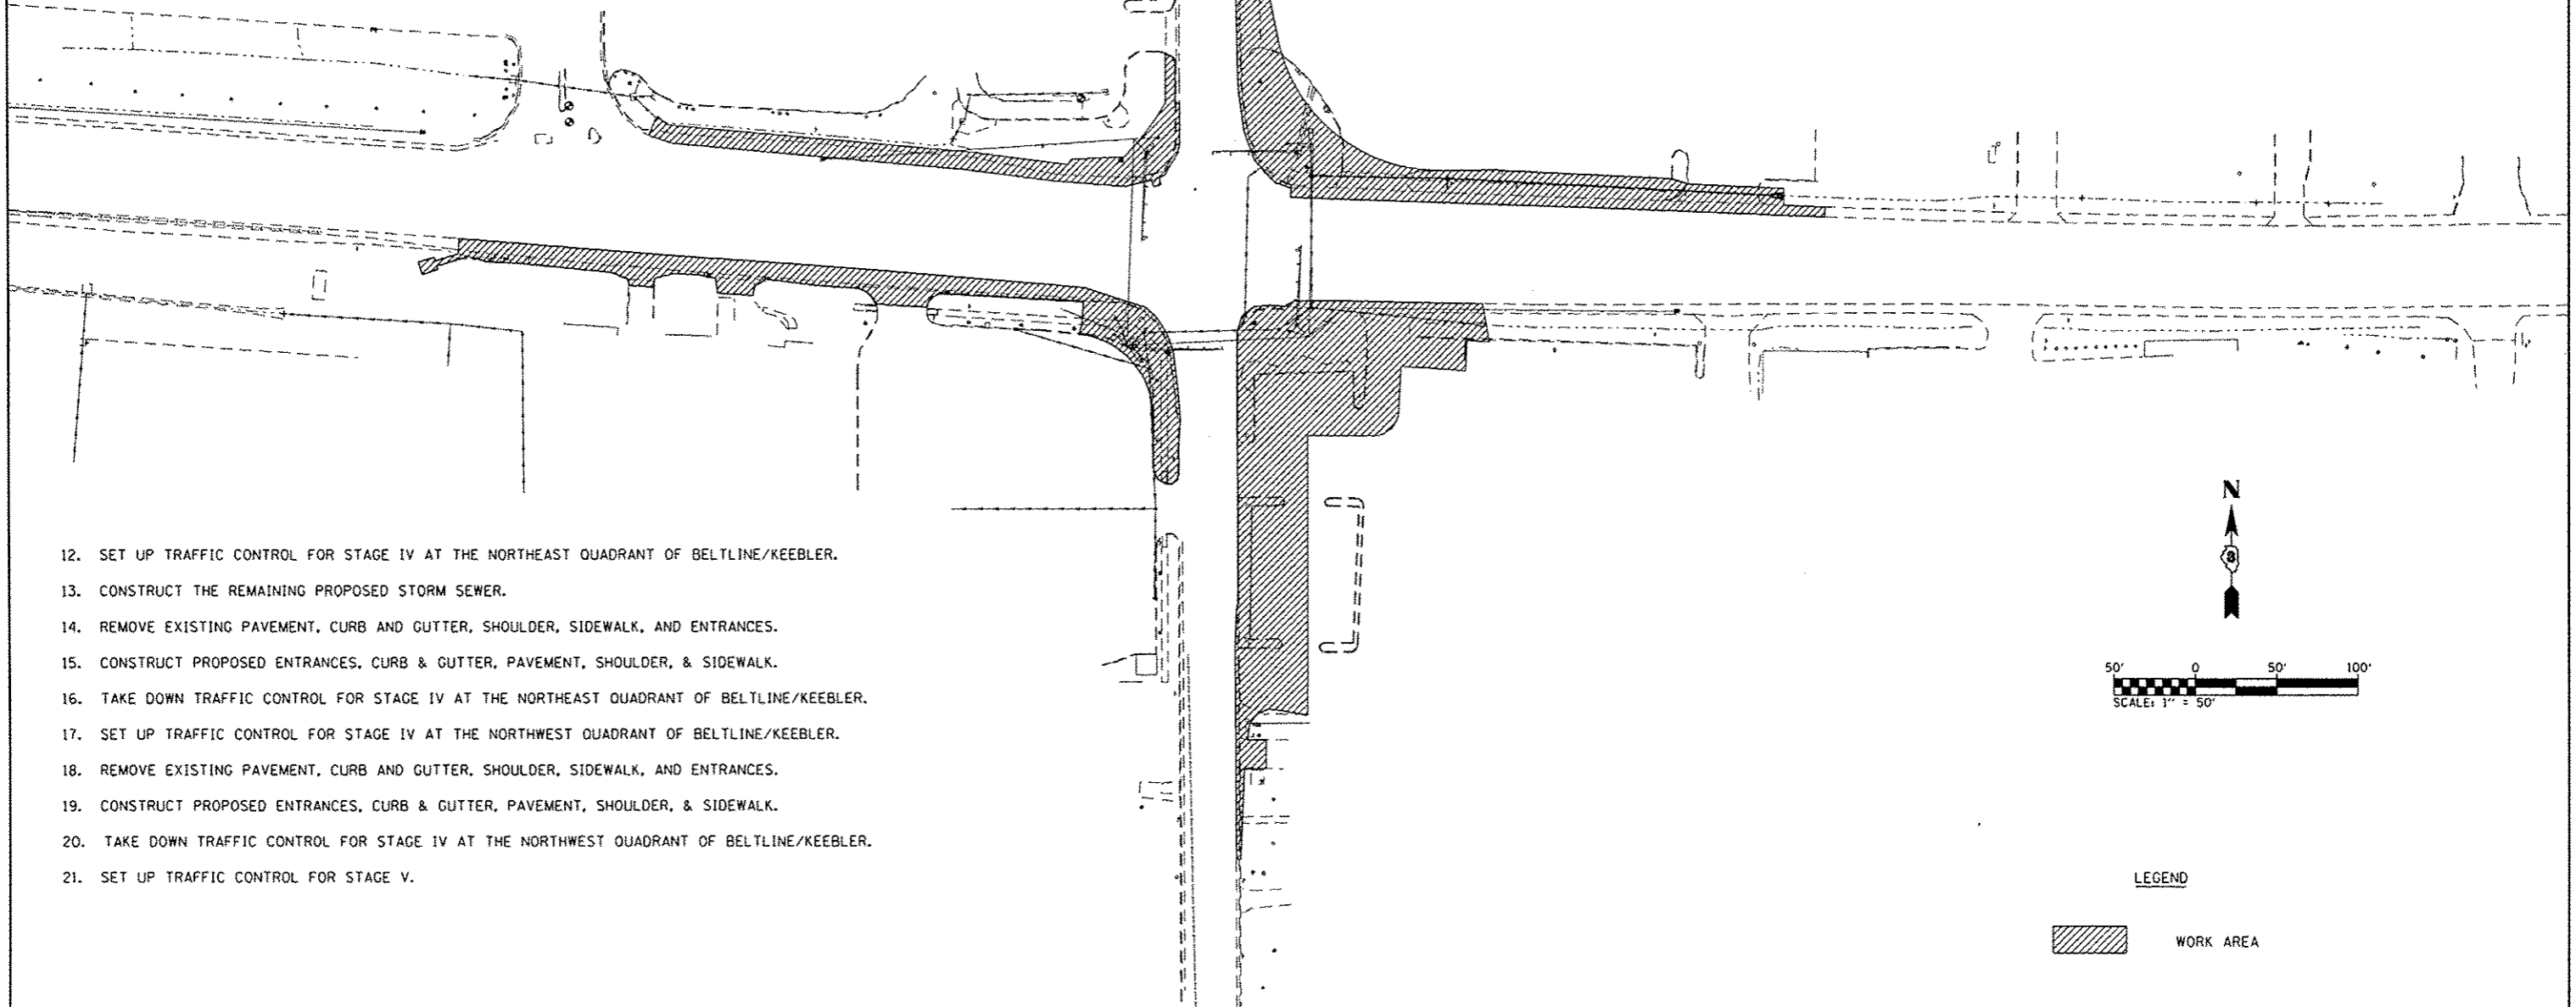 12. SET UP TRAFFIC CONTROL FOR STAGE IV AT THE NORTHEAST QUADRANT OF BELTLINE/KEEBLER.
13. CONSTRUCT THE REMAINING PROPOSED STORM SEWER.
14. REMOVE EXISTING PAVEMENT, CURB AND GUTTER, SHOULDER, SIDEWALK, AND ENTRANCES.
15. CONSTRUCT PROPOSED ENTRANCES, CURB & GUTTER, PAVEMENT, SHOULDER, & SIDEWALK.
16. TAKE DOWN TRAFFIC CONTROL FOR STAGE IV AT THE NORTHEAST QUADRANT OF BELTLINE/KEEBLER.
17. SET UP TRAFFIC CONTROL FOR STAGE IV AT THE NORTHWEST QUADRANT OF BELTLINE/KEEBLER.
18. REMOVE EXISTING PAVEMENT, CURB AND GUTTER, SHOULDER, SIDEWALK, AND ENTRANCES.
19. CONSTRUCT PROPOSED ENTRANCES, CURB & GUTTER, PAVEMENT, SHOULDER, & SIDEWALK.
20. TAKE DOWN TRAFFIC CONTROL FOR STAGE IV AT THE NORTHWEST QUADRANT OF BELTLINE/KEEBLER.
21. SET UP TRAFFIC CONTROL FOR STAGE V.
N
50' 0 50' 100'
SCALE: 1" = 50'
LEGEND
WORK AREA